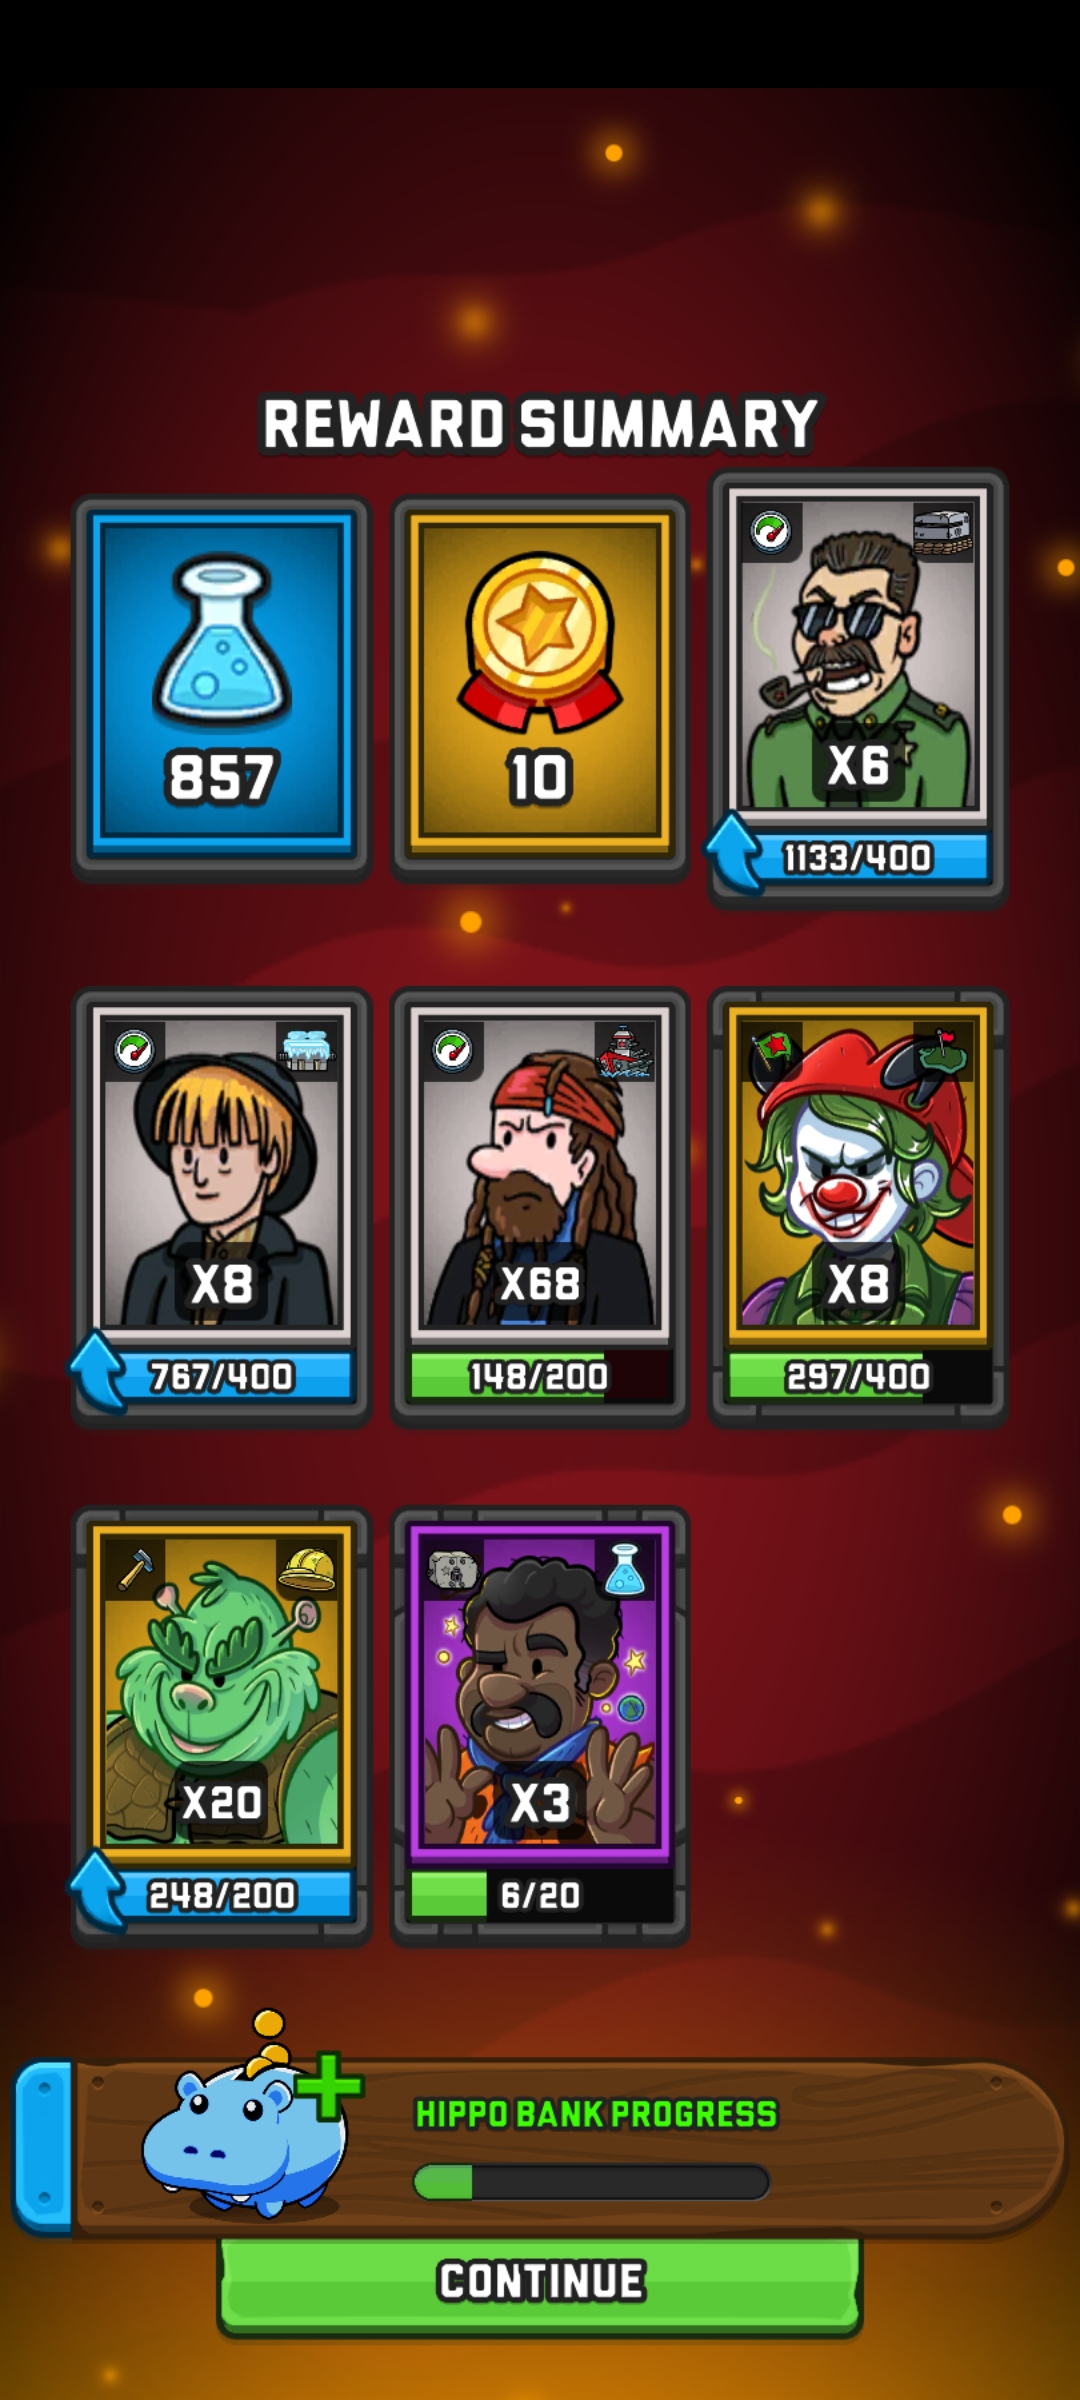 REWARD SUMMARY
857
10
X6
1133/400
X8
767/400
X68
148/200
X8
297/400
X20
248/200
X3
6/20
HIPPO BANK PROGRESS
CONTINUE